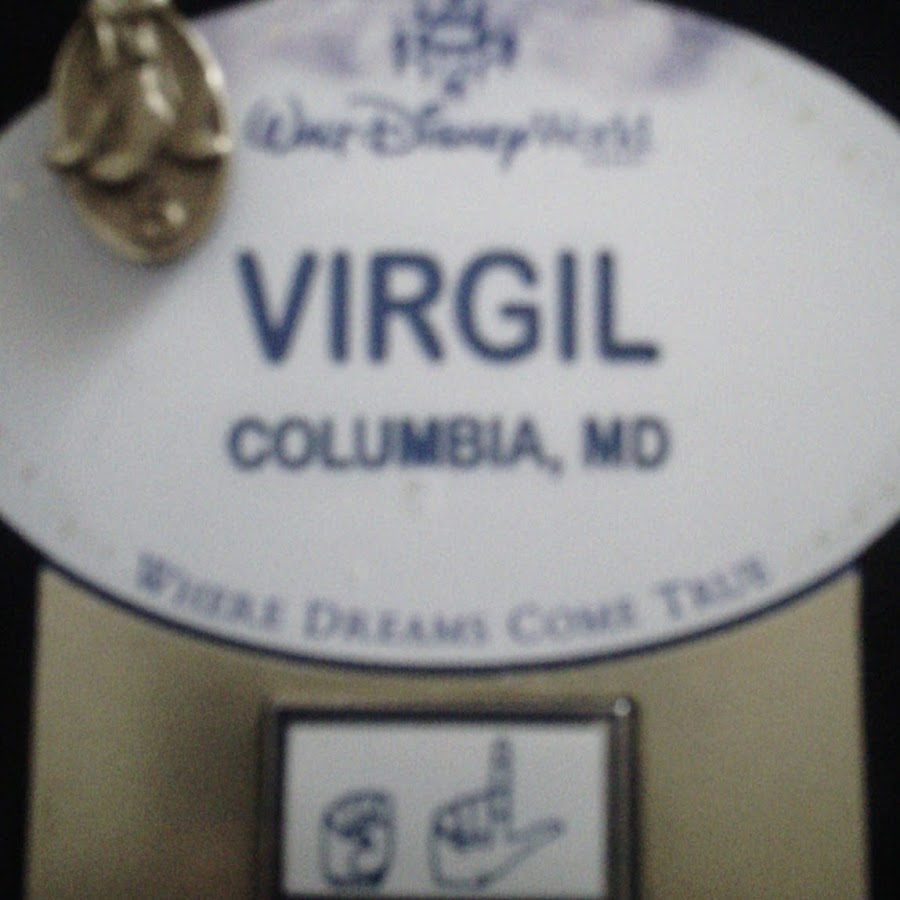 Walt Disney World
VIRGIL
COLUMBIA, MD
WHERE DREAMS COME TRUE